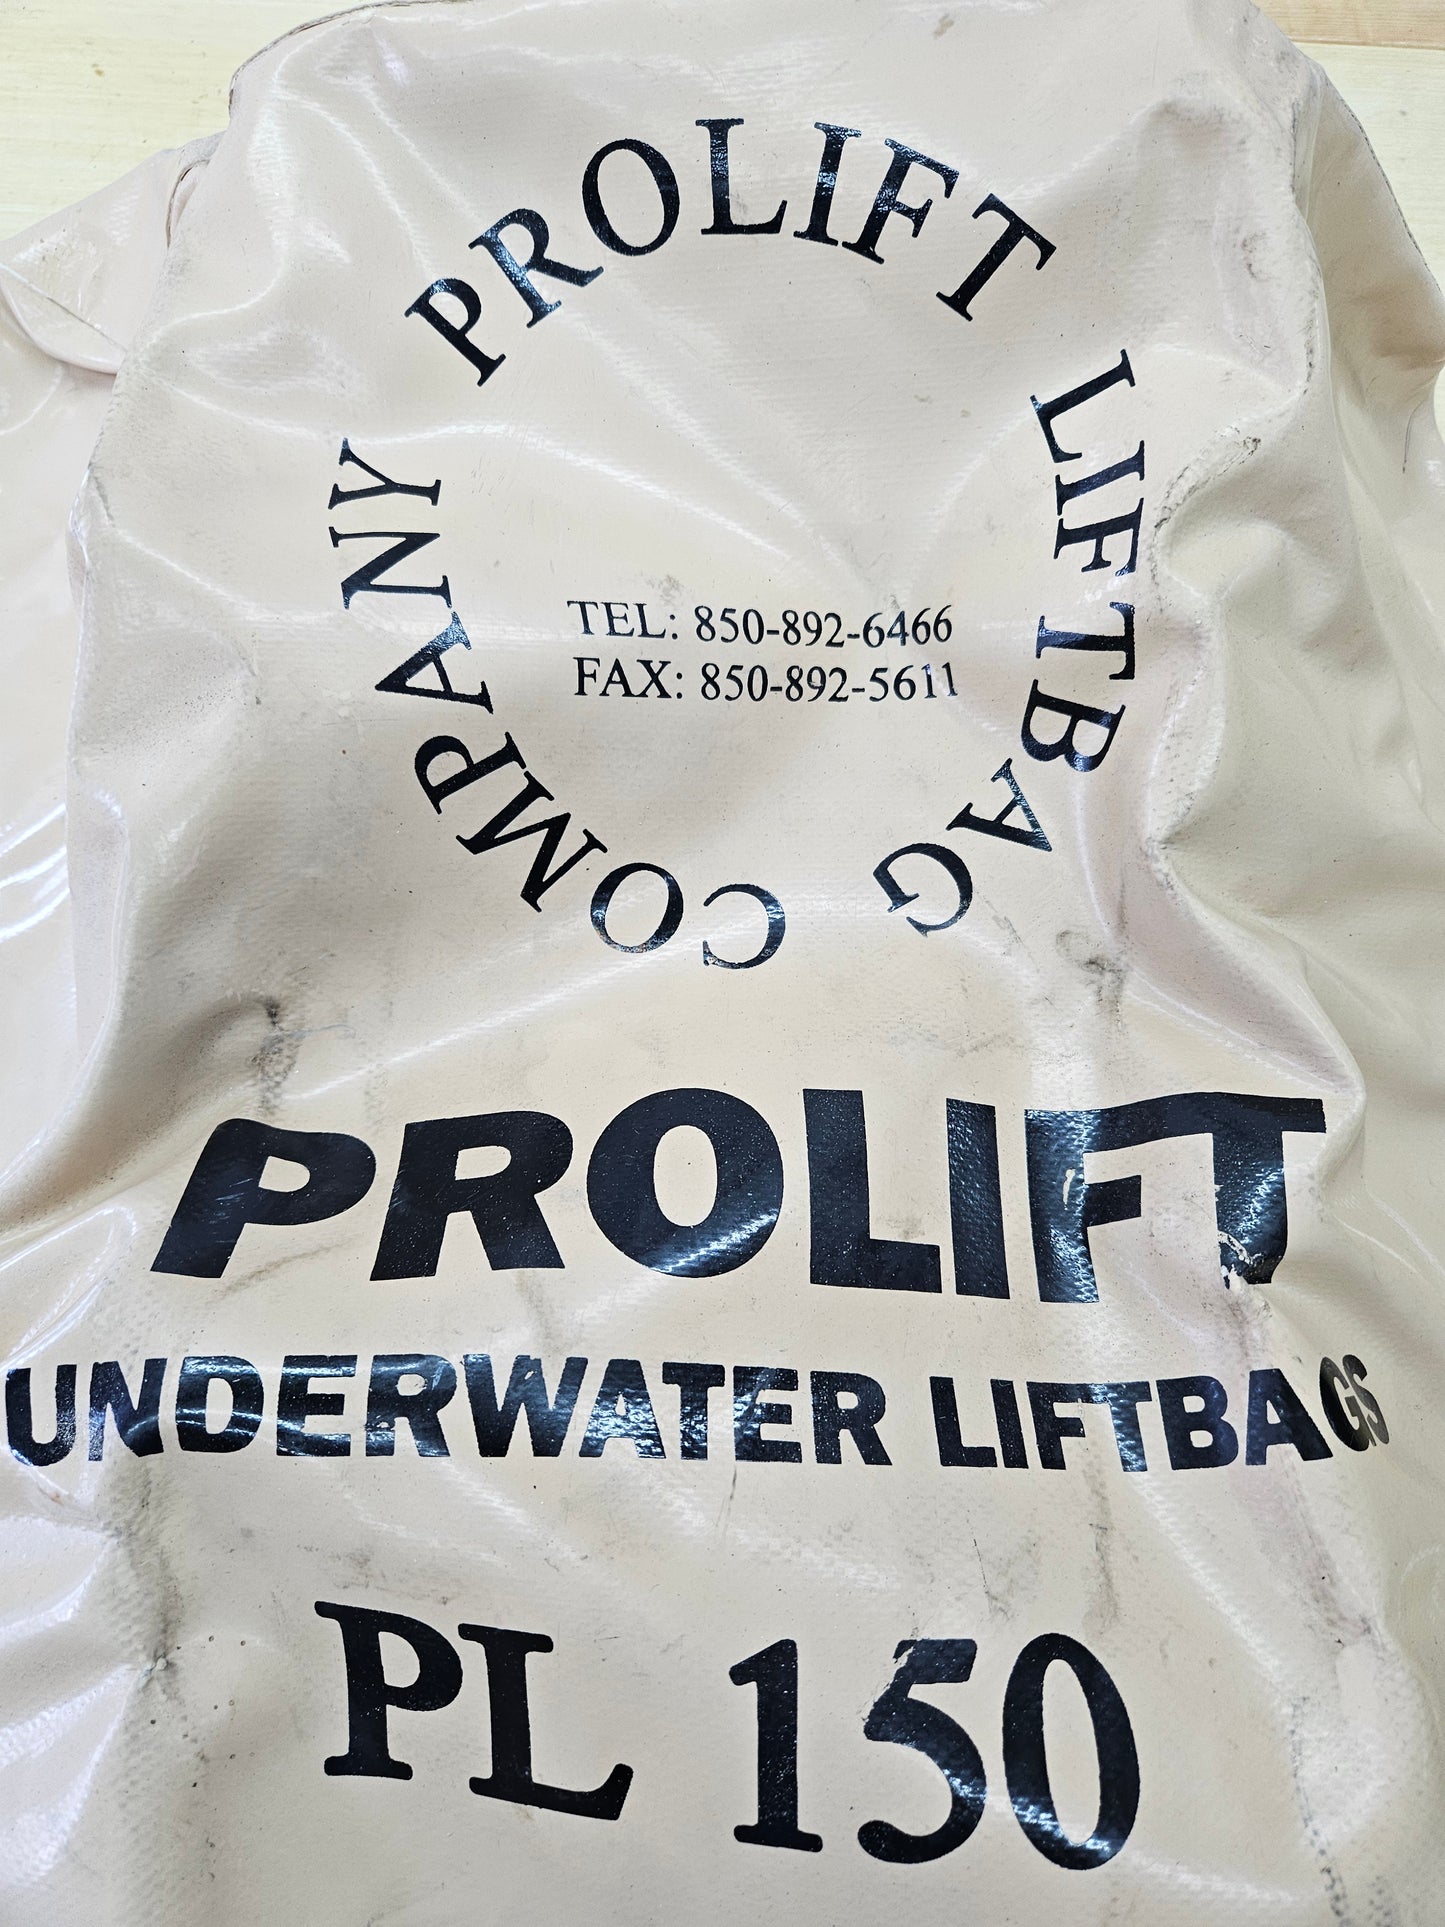 PROLIFT LIFTBAG COMPANY
TEL: 850-892-6466
FAX: 850-892-5611
PROLIFT
UNDERWATER LIFTBAGS
PL 150